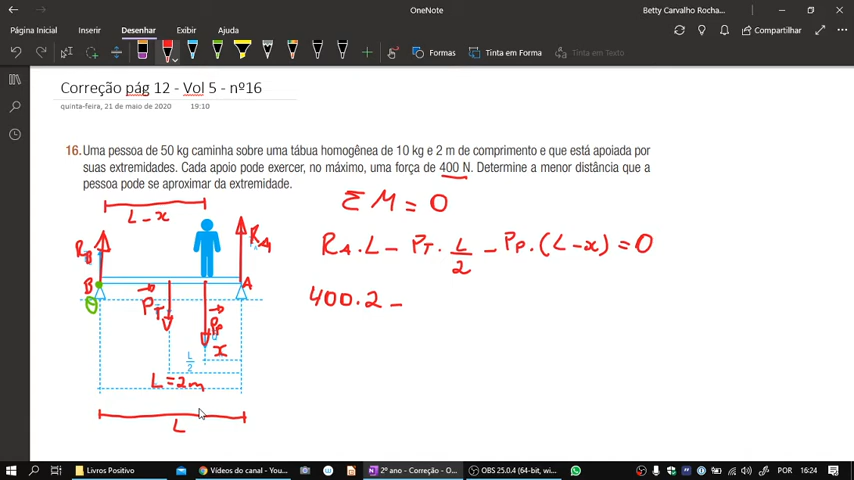 OneNote
Betty Carvalho Rocha...
Página Inicial Inserir Desenhar Exibir Ajuda
Compartilhar
Formas Tinta em Forma Tinta em Texto
Correção pág 12 - Vol 5 - nº16
quinta-feira, 21 de maio de 2020 19:10
16. Uma pessoa de 50 kg caminha sobre uma tábua homogênea de 10 kg e 2 m de comprimento e que está apoiada por
suas extremidades. Cada apoio pode exercer, no máximo, uma força de 400 N. Determine a menor distância que a
pessoa pode se aproximar da extremidade.
ΣM = 0
L - x
RB
RA
RA . L - PT . L/2 - PP . (L - x) = 0
B
A
400.2 -
PT
PP
x
L/2
L = 2m
L
Livros Positivo
Vídeos do canal - You...
2º ano - Correção - O...
OBS 25.0.4 (64-bit, wi...
POR 16:24